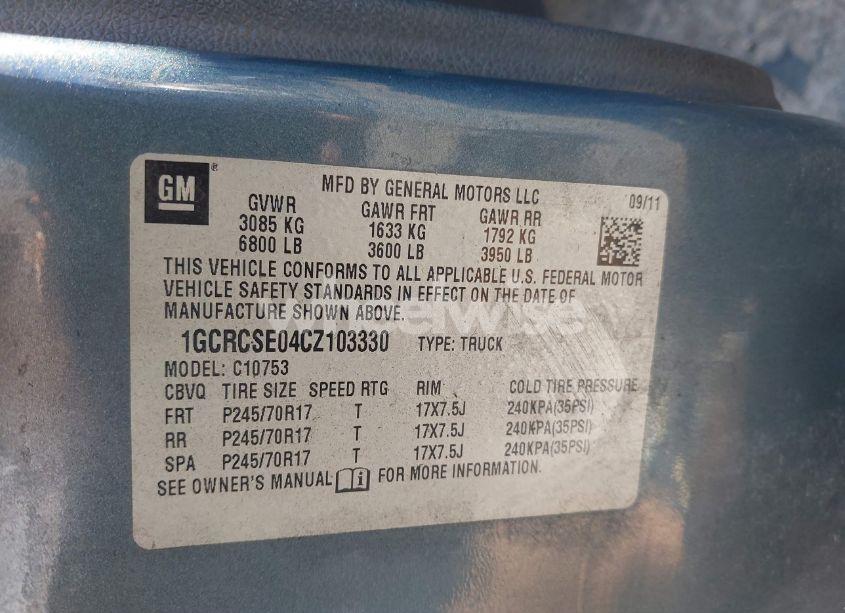 GM ®
MFD BY GENERAL MOTORS LLC 09/11
GVWR GAWR FRT GAWR RR
3085 KG 1633 KG 1792 KG
6800 LB 3600 LB 3950 LB
THIS VEHICLE CONFORMS TO ALL APPLICABLE U.S. FEDERAL MOTOR
VEHICLE SAFETY STANDARDS IN EFFECT ON THE DATE OF
MANUFACTURE SHOWN ABOVE.
1GCRCSE04CZ103330 TYPE: TRUCK
MODEL: C10753
CBVQ TIRE SIZE SPEED RTG RIM COLD TIRE PRESSURE
FRT P245/70R17 T 17X7.5J 240KPA(35PSI)
RR P245/70R17 T 17X7.5J 240KPA(35PSI)
SPA P245/70R17 T 17X7.5J 240KPA(35PSI)
SEE OWNER'S MANUAL FOR MORE INFORMATION.